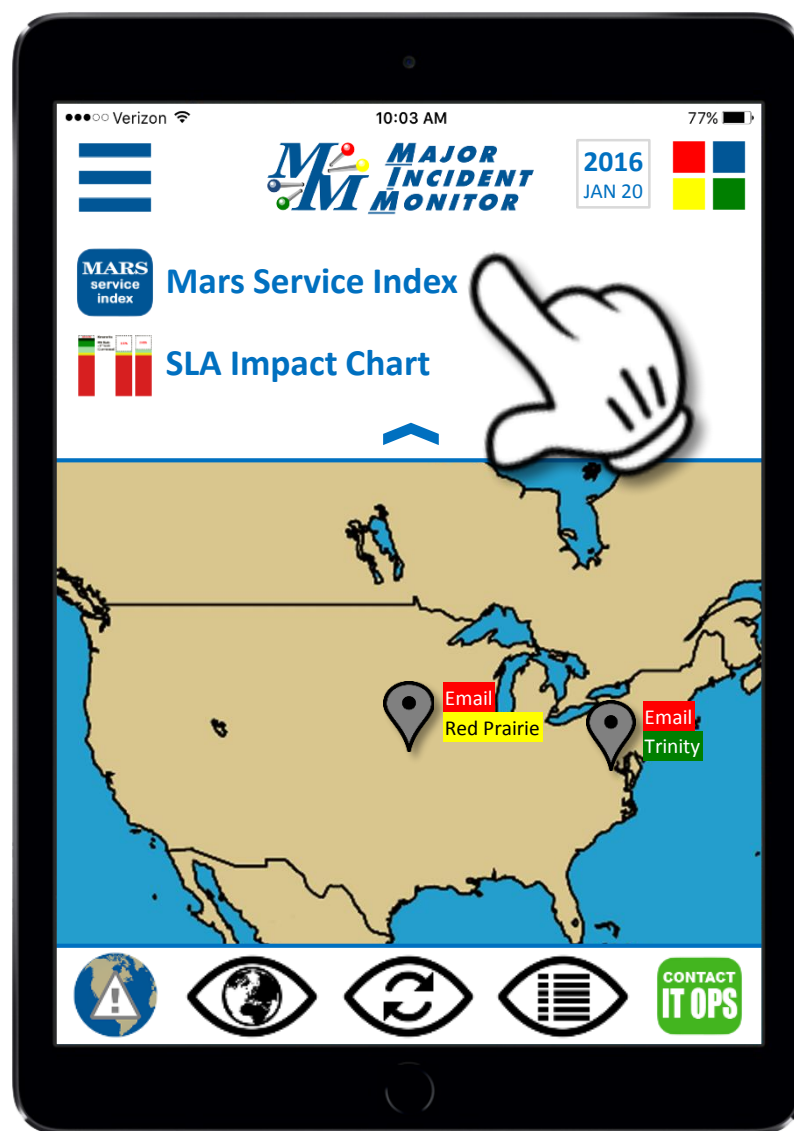 Verizon
10:03 AM
77%
MAJOR
INCIDENT
MONITOR
MM
2016
JAN 20
MARS
service
index
Mars Service Index
SLA Impact Chart
Email
Red Prairie
Email
Trinity
CONTACT
IT OPS